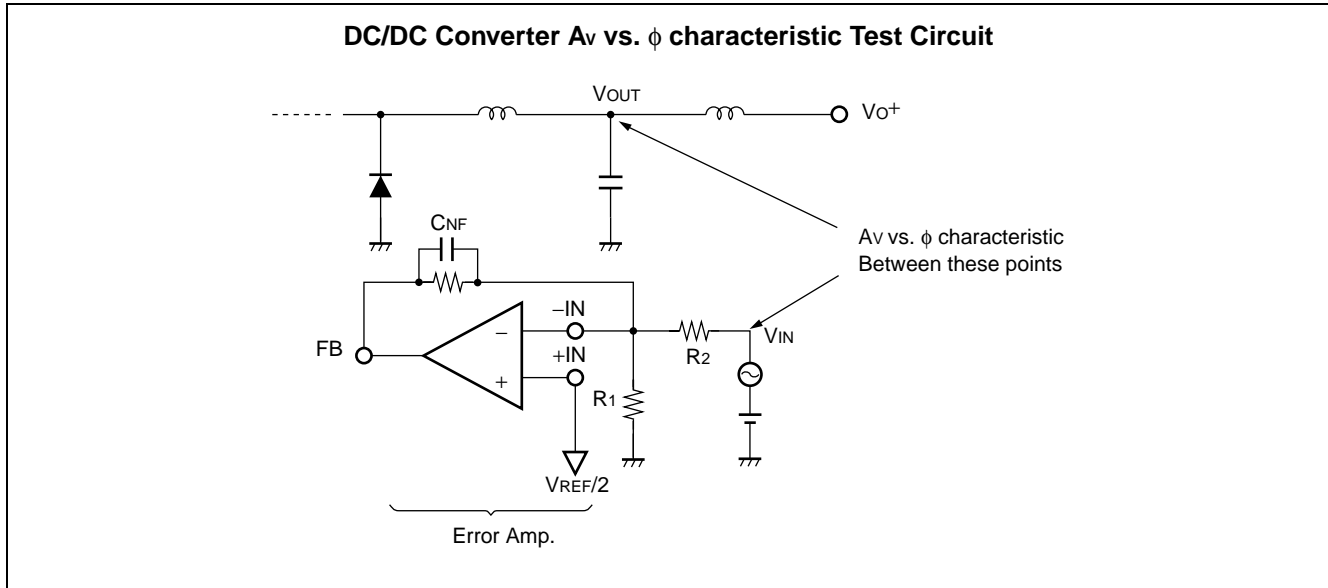 DC/DC Converter AV vs. ϕ characteristic Test Circuit
VOUT
VO+
CNF
AV vs. ϕ characteristic
Between these points
−IN
VIN
FB
−
R2
+IN
+
R1
VREF/2
Error Amp.